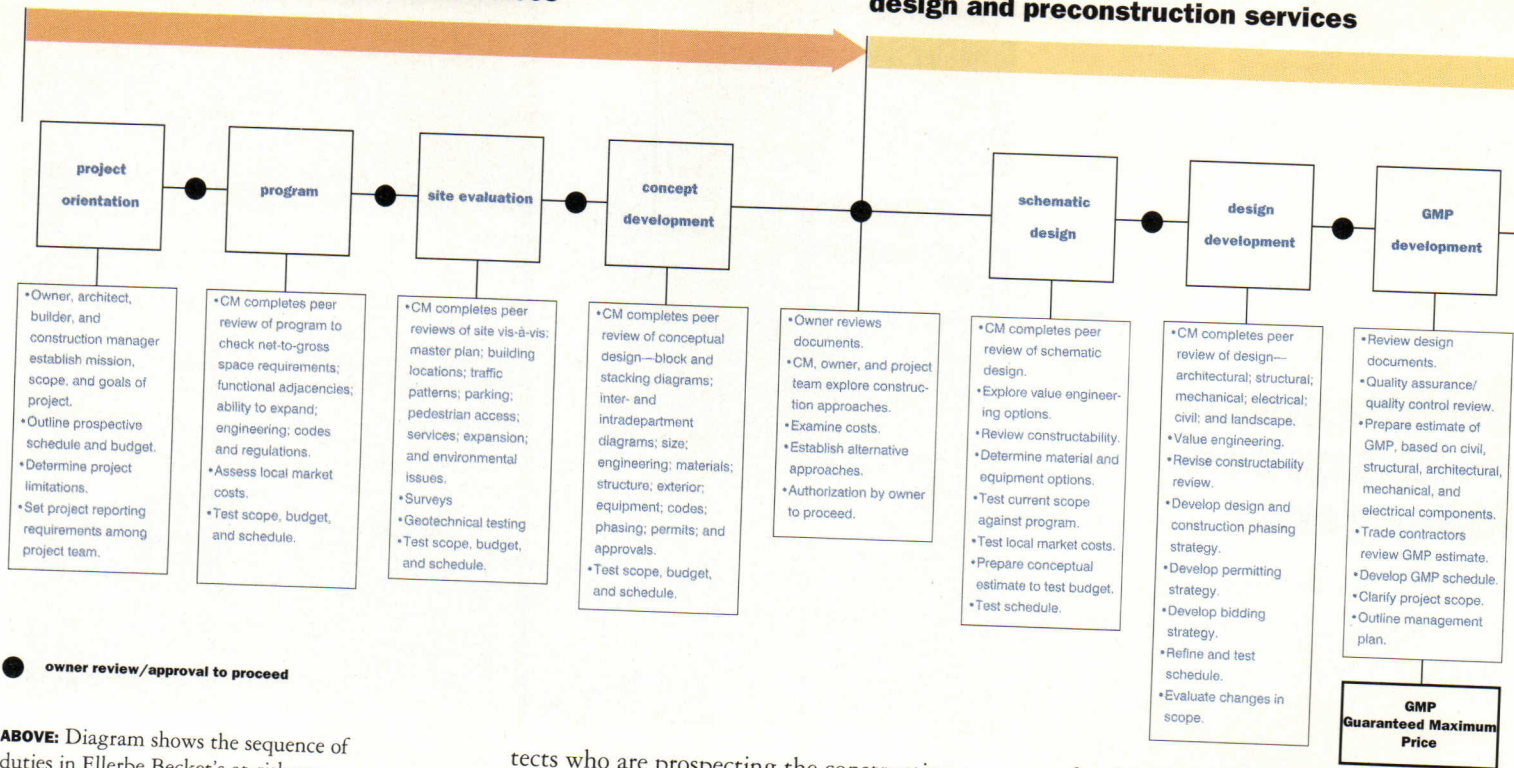 design and preconstruction services
project
orientation
program
site evaluation
concept
development
schematic
design
design
development
GMP
development
•Owner, architect,
builder, and
construction manager
establish mission,
scope, and goals of
project.
•Outline prospective
schedule and budget.
•Determine project
limitations.
•Set project reporting
requirements among
project team.
•CM completes peer
review of program to
check net-to-gross
space requirements;
functional adjacencies;
ability to expand;
engineering; codes
and regulations.
•Assess local market
costs.
•Test scope, budget,
and schedule.
•CM completes peer
reviews of site vis-à-vis:
master plan; building
locations; traffic
patterns; parking;
pedestrian access;
services; expansion;
and environmental
issues.
•Surveys
•Geotechnical testing
•Test scope, budget,
and schedule.
•CM completes peer
review of conceptual
design—block and
stacking diagrams;
inter- and
intradepartment
diagrams; size;
engineering; materials;
structure; exterior;
equipment; codes;
phasing; permits; and
approvals.
•Test scope, budget,
and schedule.
•Owner reviews
documents.
•CM, owner, and project
team explore construc-
tion approaches.
•Examine costs.
•Establish alternative
approaches.
•Authorization by owner
to proceed.
•CM completes peer
review of schematic
design.
•Explore value engineer-
ing options.
•Review constructability.
•Determine material and
equipment options.
•Test current scope
against program.
•Test local market costs.
•Prepare conceptual
estimate to test budget.
•Test schedule.
•CM completes peer
review of design—
architectural; structural;
mechanical; electrical;
civil; and landscape.
•Value engineering.
•Revise constructability
review.
•Develop design and
construction phasing
strategy.
•Develop permitting
strategy.
•Develop bidding
strategy.
•Refine and test
schedule.
•Evaluate changes in
scope.
•Review design
documents.
•Quality assurance/
quality control review.
•Prepare estimate of
GMP, based on civil,
structural, architectural,
mechanical, and
electrical components.
•Trade contractors
review GMP estimate.
•Develop GMP schedule.
•Clarify project scope.
•Outline management
plan.
GMP
Guaranteed Maximum
Price
owner review/approval to proceed
ABOVE: Diagram shows the sequence of
duties in Ellerbe Becket's at-risk
tects who are prospecting the